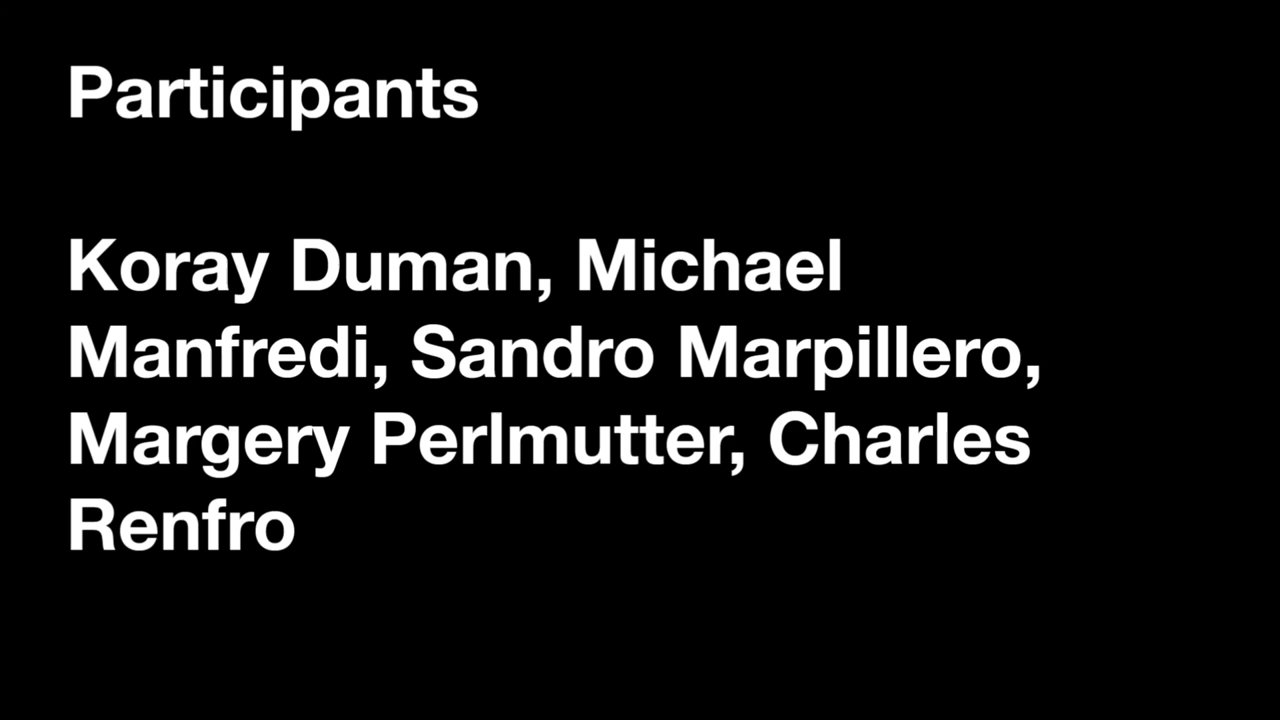 Participants
Koray Duman, Michael
Manfredi, Sandro Marpillero,
Margery Perlmutter, Charles
Renfro